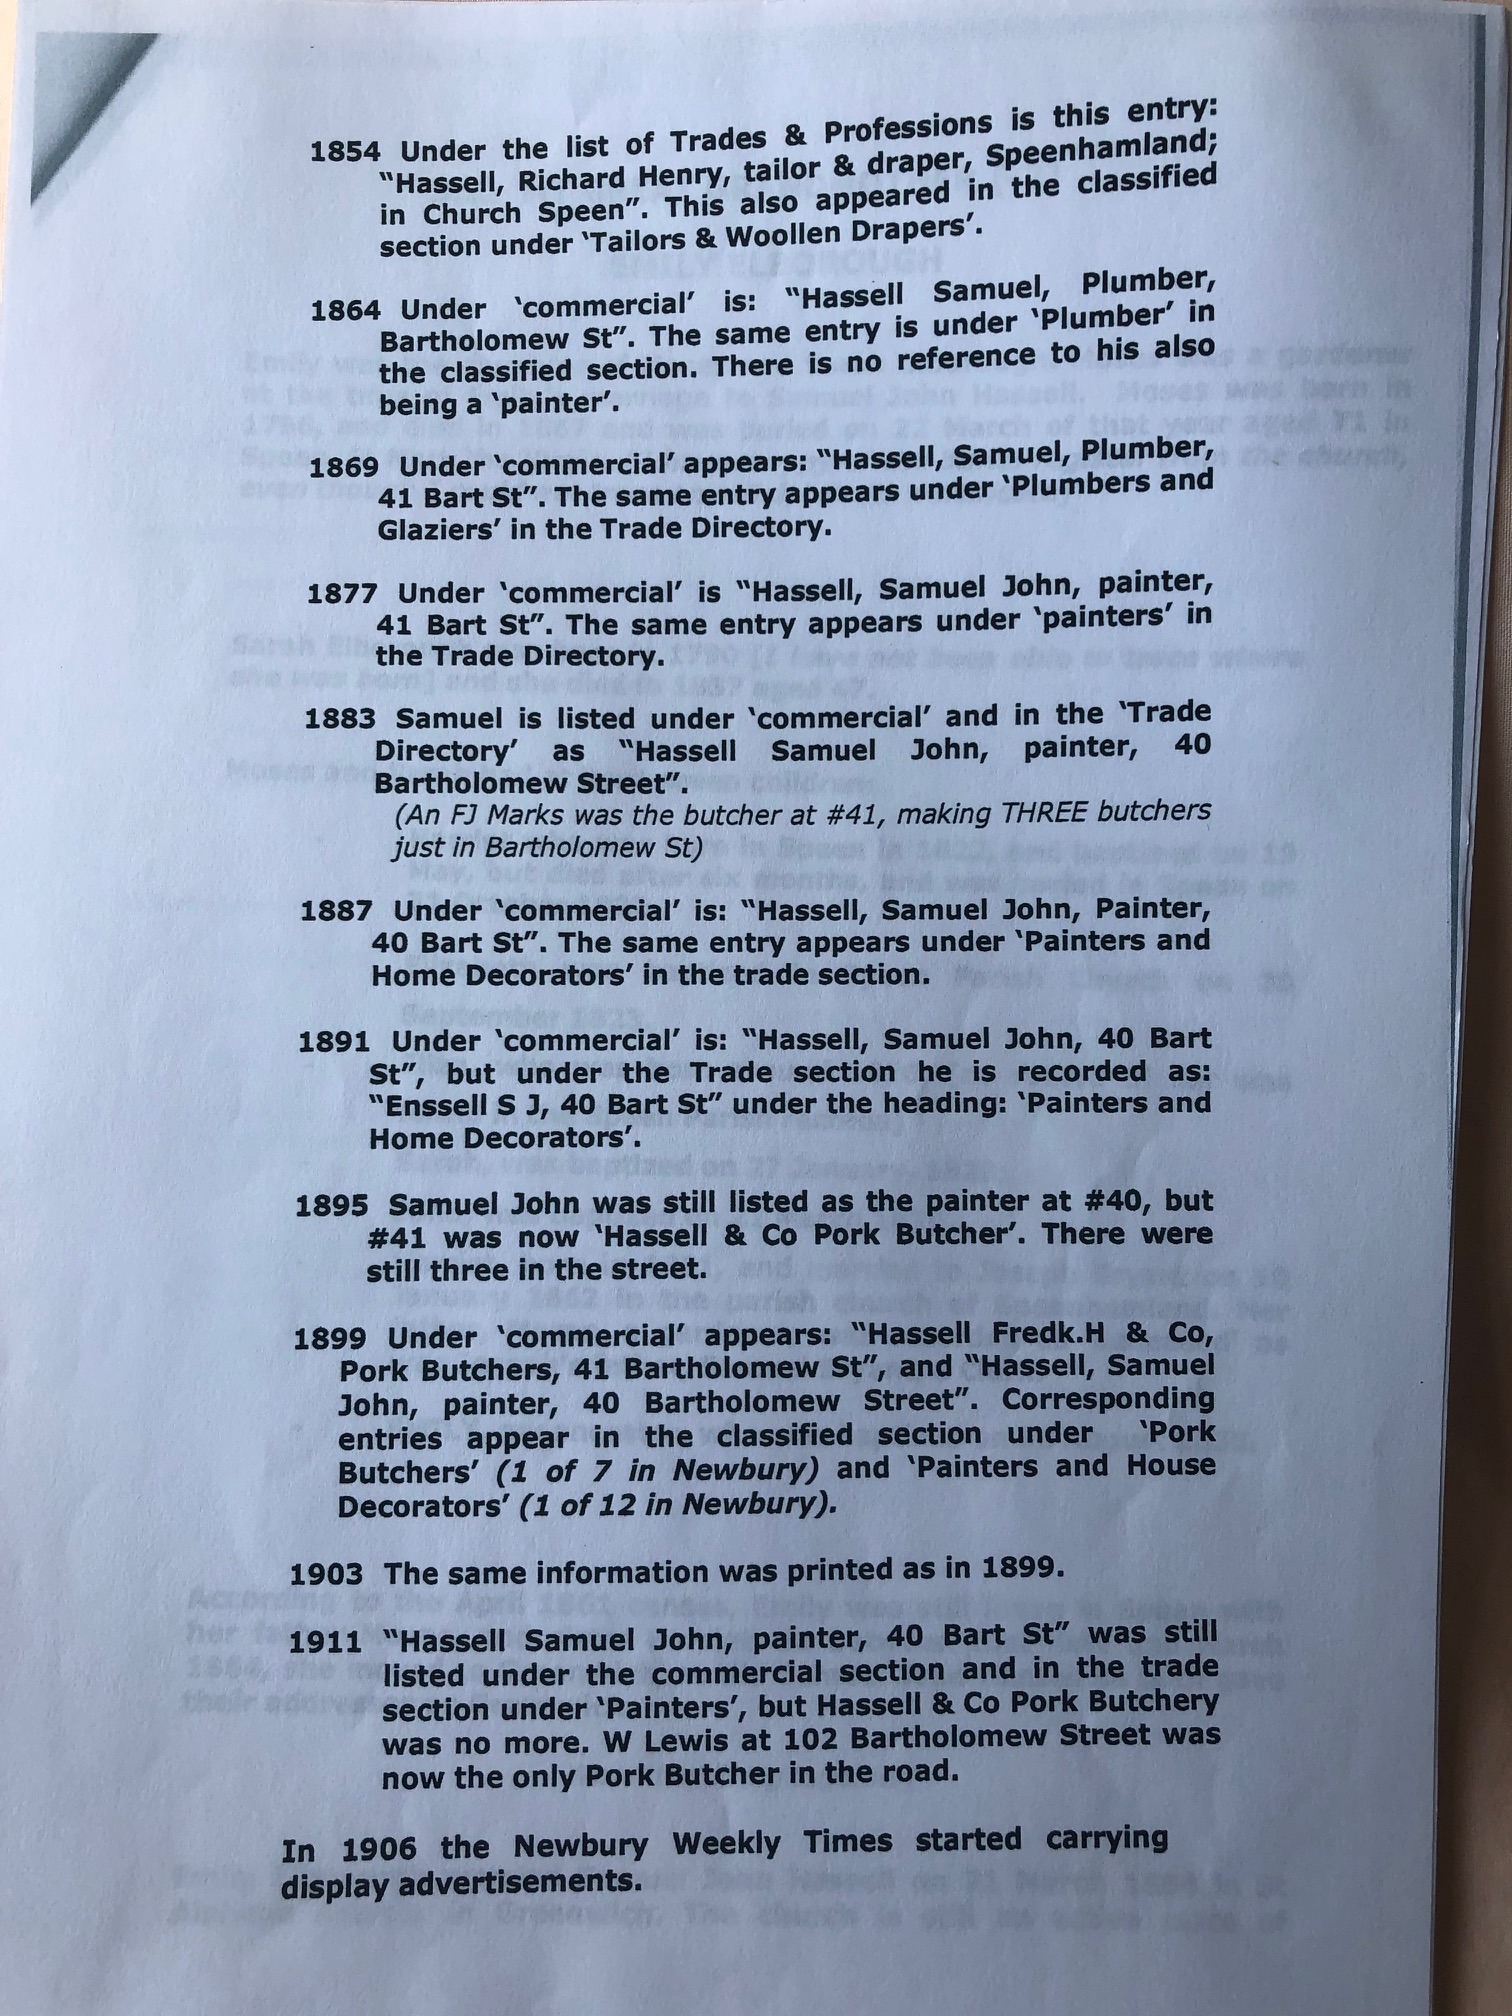 1854 Under the list of Trades & Professions is this entry:
“Hassell, Richard Henry, tailor & draper, Speenhamland;
in Church Speen”. This also appeared in the classified
section under ‘Tailors & Woollen Drapers’.
1864 Under ‘commercial’ is: “Hassell Samuel, Plumber,
Bartholomew St”. The same entry is under ‘Plumber’ in
the classified section. There is no reference to his also
being a ‘painter’.
1869 Under ‘commercial’ appears: “Hassell, Samuel, Plumber,
41 Bart St”. The same entry appears under ‘Plumbers and
Glaziers’ in the Trade Directory.
1877 Under ‘commercial’ is “Hassell, Samuel John, painter,
41 Bart St”. The same entry appears under ‘painters’ in
the Trade Directory.
1883 Samuel is listed under ‘commercial’ and in the ‘Trade
Directory’ as “Hassell Samuel John, painter, 40
Bartholomew Street”.
(An FJ Marks was the butcher at #41, making THREE butchers
just in Bartholomew St)
1887 Under ‘commercial’ is: “Hassell, Samuel John, Painter,
40 Bart St”. The same entry appears under ‘Painters and
Home Decorators’ in the trade section.
1891 Under ‘commercial’ is: “Hassell, Samuel John, 40 Bart
St”, but under the Trade section he is recorded as:
“Enssell S J, 40 Bart St” under the heading: ‘Painters and
Home Decorators’.
1895 Samuel John was still listed as the painter at #40, but
#41 was now ‘Hassell & Co Pork Butcher’. There were
still three in the street.
1899 Under ‘commercial’ appears: “Hassell Fredk.H & Co,
Pork Butchers, 41 Bartholomew St”, and “Hassell, Samuel
John, painter, 40 Bartholomew Street”. Corresponding
entries appear in the classified section under ‘Pork
Butchers’ (1 of 7 in Newbury) and ‘Painters and House
Decorators’ (1 of 12 in Newbury).
1903 The same information was printed as in 1899.
1911 “Hassell Samuel John, painter, 40 Bart St” was still
listed under the commercial section and in the trade
section under ‘Painters’, but Hassell & Co Pork Butchery
was no more. W Lewis at 102 Bartholomew Street was
now the only Pork Butcher in the road.
In 1906 the Newbury Weekly Times started carrying
display advertisements.